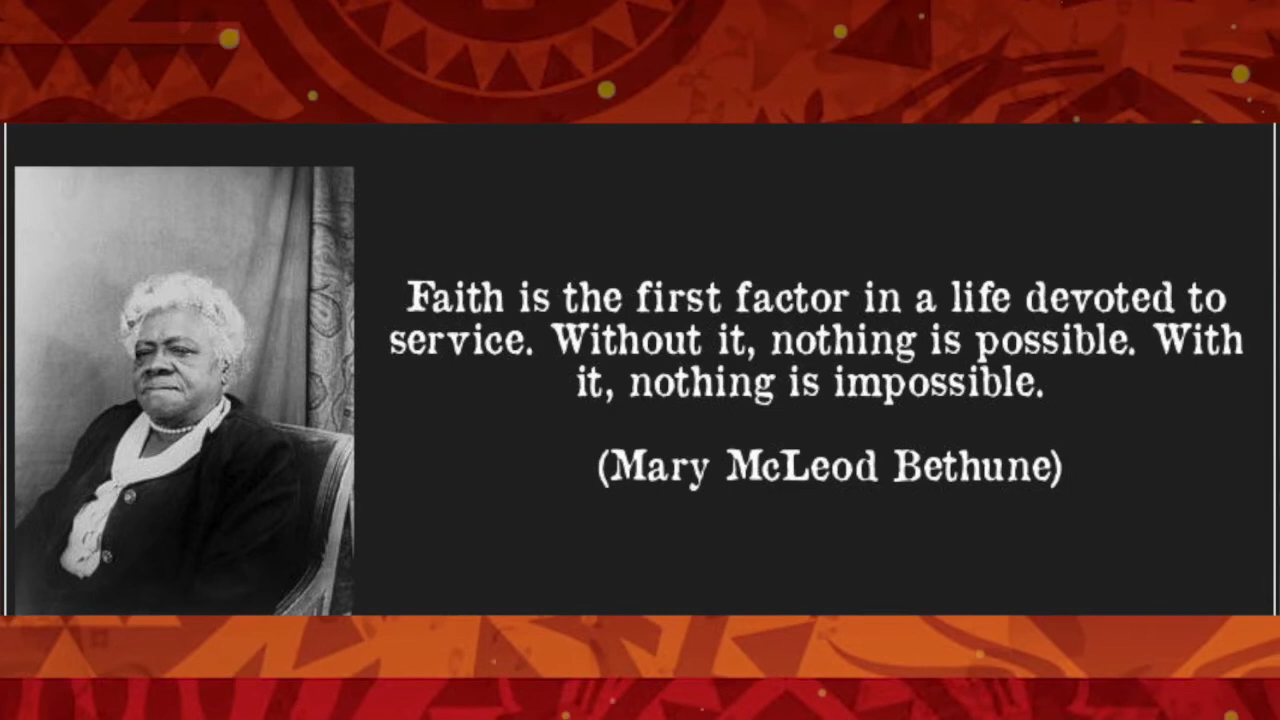 Faith is the first factor in a life devoted to
service. Without it, nothing is possible. With
it, nothing is impossible.
(Mary McLeod Bethune)